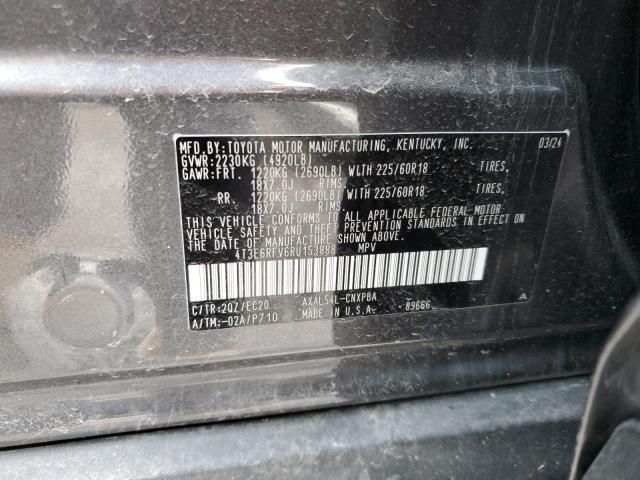 MFD.BY:TOYOTA MOTOR MANUFACTURING, KENTUCKY, INC. 03/24
GVWR:2230KG (4920LB)
GAWR:FRT. 1220KG (2690LB) WITH 225/60R18 TIRES,
18X7.0J RIMS.
RR. 1220KG (2690LB) WITH 225/60R18 TIRES,
18X7.0J RIMS.
THIS VEHICLE CONFORMS TO ALL APPLICABLE FEDERAL MOTOR
VEHICLE SAFETY AND THEFT PREVENTION STANDARDS IN EFFECT ON
THE DATE OF MANUFACTURE SHOWN ABOVE.
4T3E6RFV6RU153888 MPV
C/TR:2QZ/EC20 AXAL54L-CNXPBA A
A/TM:-02A/P710 MADE IN U.S.A. 89666